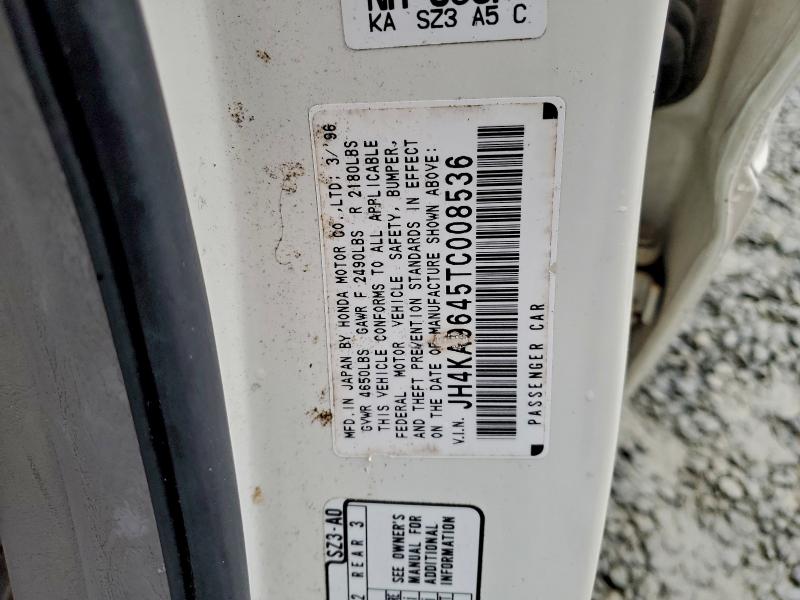 KA SZ3 A5 C
MFD. IN JAPAN BY HONDA MOTOR CO., LTD; 3/'96
GVWR 4650LBS GAWR F 2490LBS R 2180LBS
THIS VEHICLE CONFORMS TO ALL APPLICABLE
FEDERAL MOTOR VEHICLE SAFETY, BUMPER,
AND THEFT PREVENTION STANDARDS IN EFFECT
ON THE DATE OF MANUFACTURE SHOWN ABOVE:
V.I.N. JH4KA9645TC008536
PASSENGER CAR
SZ3-A0
2 REAR 3
SEE OWNER'S
MANUAL FOR
ADDITIONAL
INFORMATION